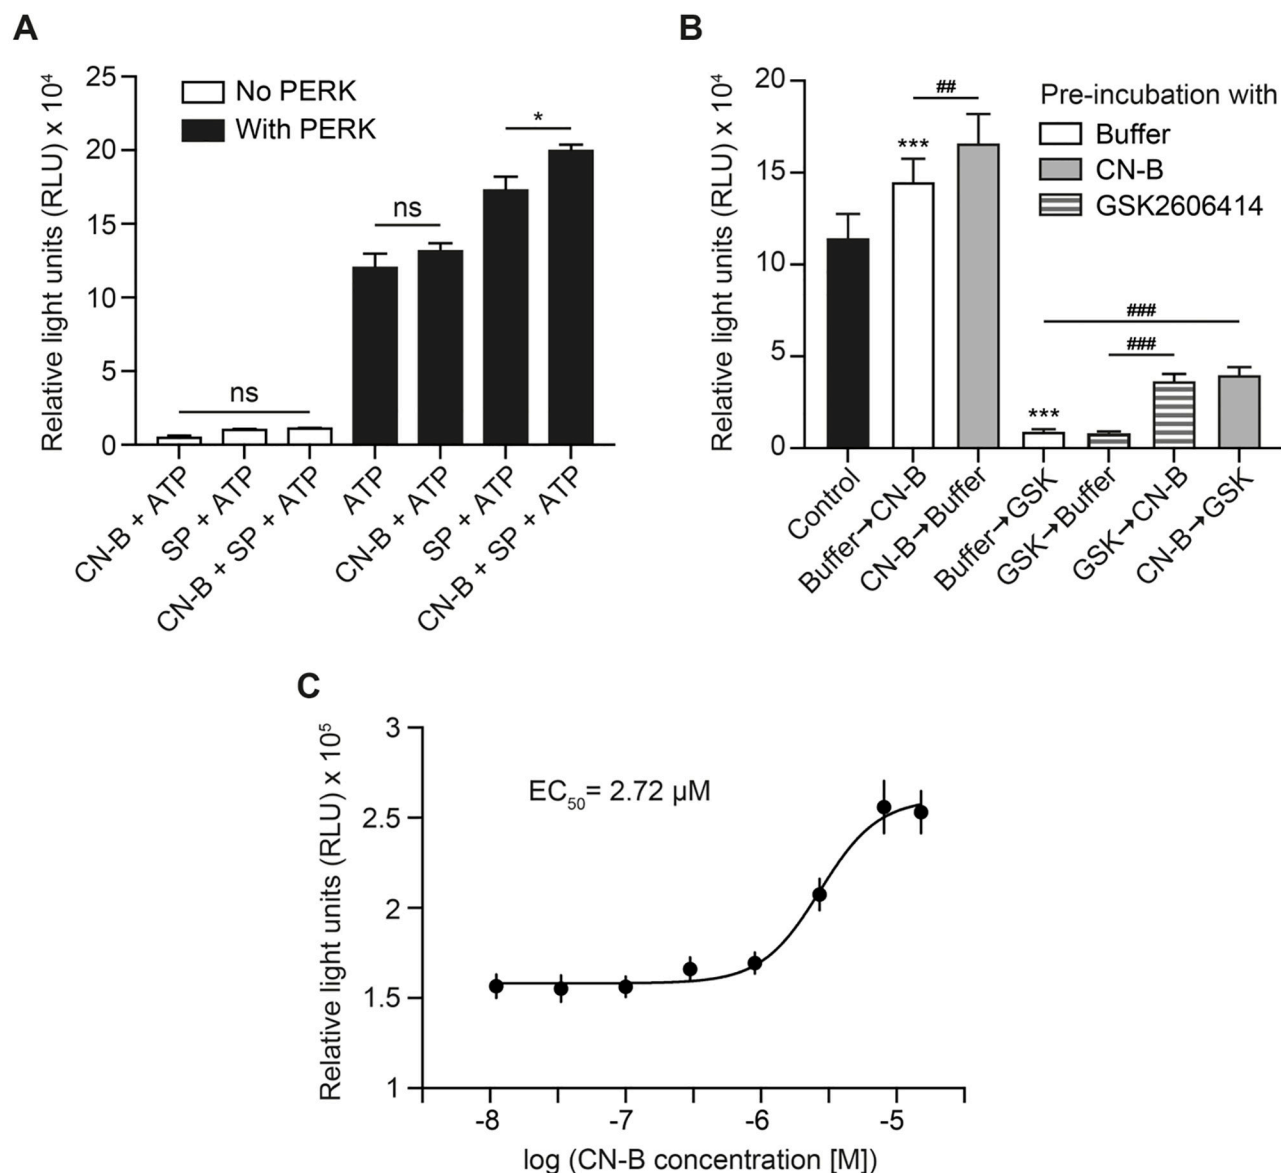 A
Relative light units (RLU) x 10⁴
25
20
15
10
5
0
No PERK
With PERK
ns
ns
*
CN-B + ATP
SP + ATP
CN-B + SP + ATP
ATP
CN-B + ATP
SP + ATP
CN-B + SP + ATP
B
Relative light units (RLU) x 10⁴
20
15
10
5
0
##
***
Pre-incubation with
Buffer
CN-B
GSK2606414
###
###
***
Control
Buffer→CN-B
CN-B→Buffer
Buffer→GSK
GSK→Buffer
GSK→CN-B
CN-B→GSK
C
Relative light units (RLU) x 10⁵
3
2.5
2
1.5
1
EC₅₀= 2.72 µM
-8 -7 -6 -5
log (CN-B concentration [M])